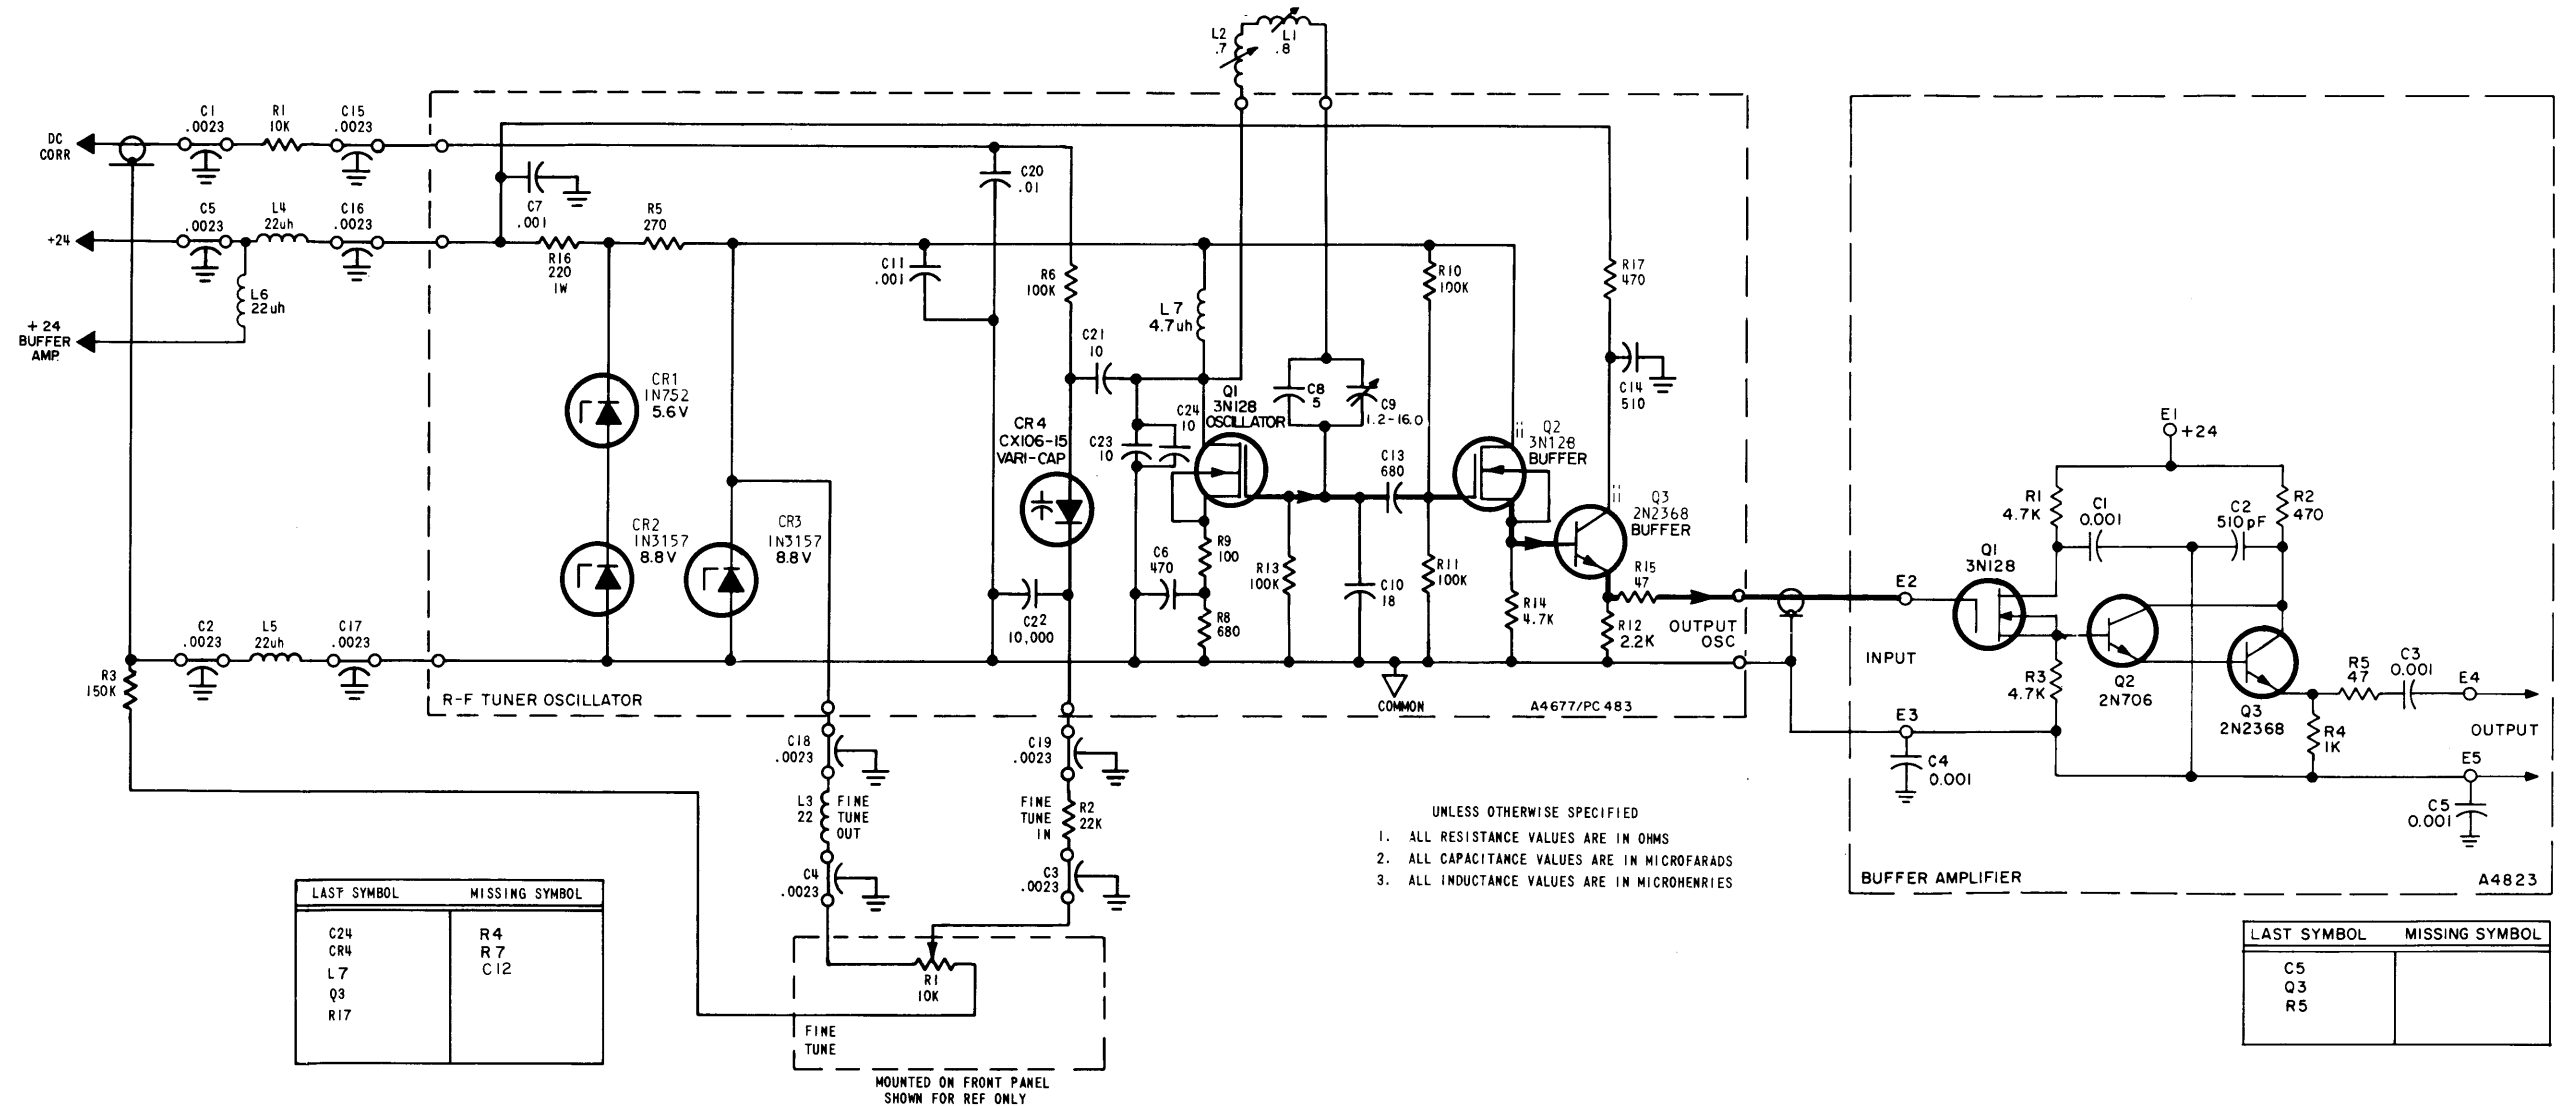 L2
.7
L1
.8
DC
CORR
C1
.0023
R1
10K
C15
.0023
C20
.01
C7
.001
+24
C5
.0023
L4
22uh
C16
.0023
R16
220
1W
R5
270
C11
.001
R6
100K
L7
4.7uh
R10
100K
R17
470
L6
22uh
+ 24
BUFFER
AMP.
C21
10
C14
510
CR1
1N752
5.6V
CR4
CX106-15
VARI-CAP
C23
10
C24
10
Q1
3N128
OSCILLATOR
C8
5
C9
1.2-16.0
C13
680
Q2
3N128
BUFFER
Q3
2N2368
BUFFER
CR2
1N3157
8.8V
CR3
1N3157
8.8V
R9
100
C6
470
R8
680
R13
100K
C10
18
R11
100K
R14
4.7K
R15
47
R12
2.2K
OUTPUT
OSC
C22
10,000
C2
.0023
L5
22uh
C17
.0023
R3
150K
R-F TUNER OSCILLATOR
COMMON
A4677/PC 483
C18
.0023
C19
.0023
L3
22
FINE
TUNE
OUT
FINE
TUNE
IN
R2
22K
C4
.0023
C3
.0023
R1
10K
FINE
TUNE
MOUNTED ON FRONT PANEL
SHOWN FOR REF ONLY
LAST SYMBOL MISSING SYMBOL
C24 R4
CR4 R7
L7 C12
Q3
R17
UNLESS OTHERWISE SPECIFIED
1. ALL RESISTANCE VALUES ARE IN OHMS
2. ALL CAPACITANCE VALUES ARE IN MICROFARADS
3. ALL INDUCTANCE VALUES ARE IN MICROHENRIES
E1
+24
R1
4.7K
C1
0.001
C2
510pF
R2
470
Q1
3N128
E2
INPUT
R3
4.7K
Q2
2N706
Q3
2N2368
R5
47
C3
0.001
E4
R4
1K
OUTPUT
E3
C4
0.001
E5
C5
0.001
BUFFER AMPLIFIER
A4823
LAST SYMBOL MISSING SYMBOL
C5
Q3
R5